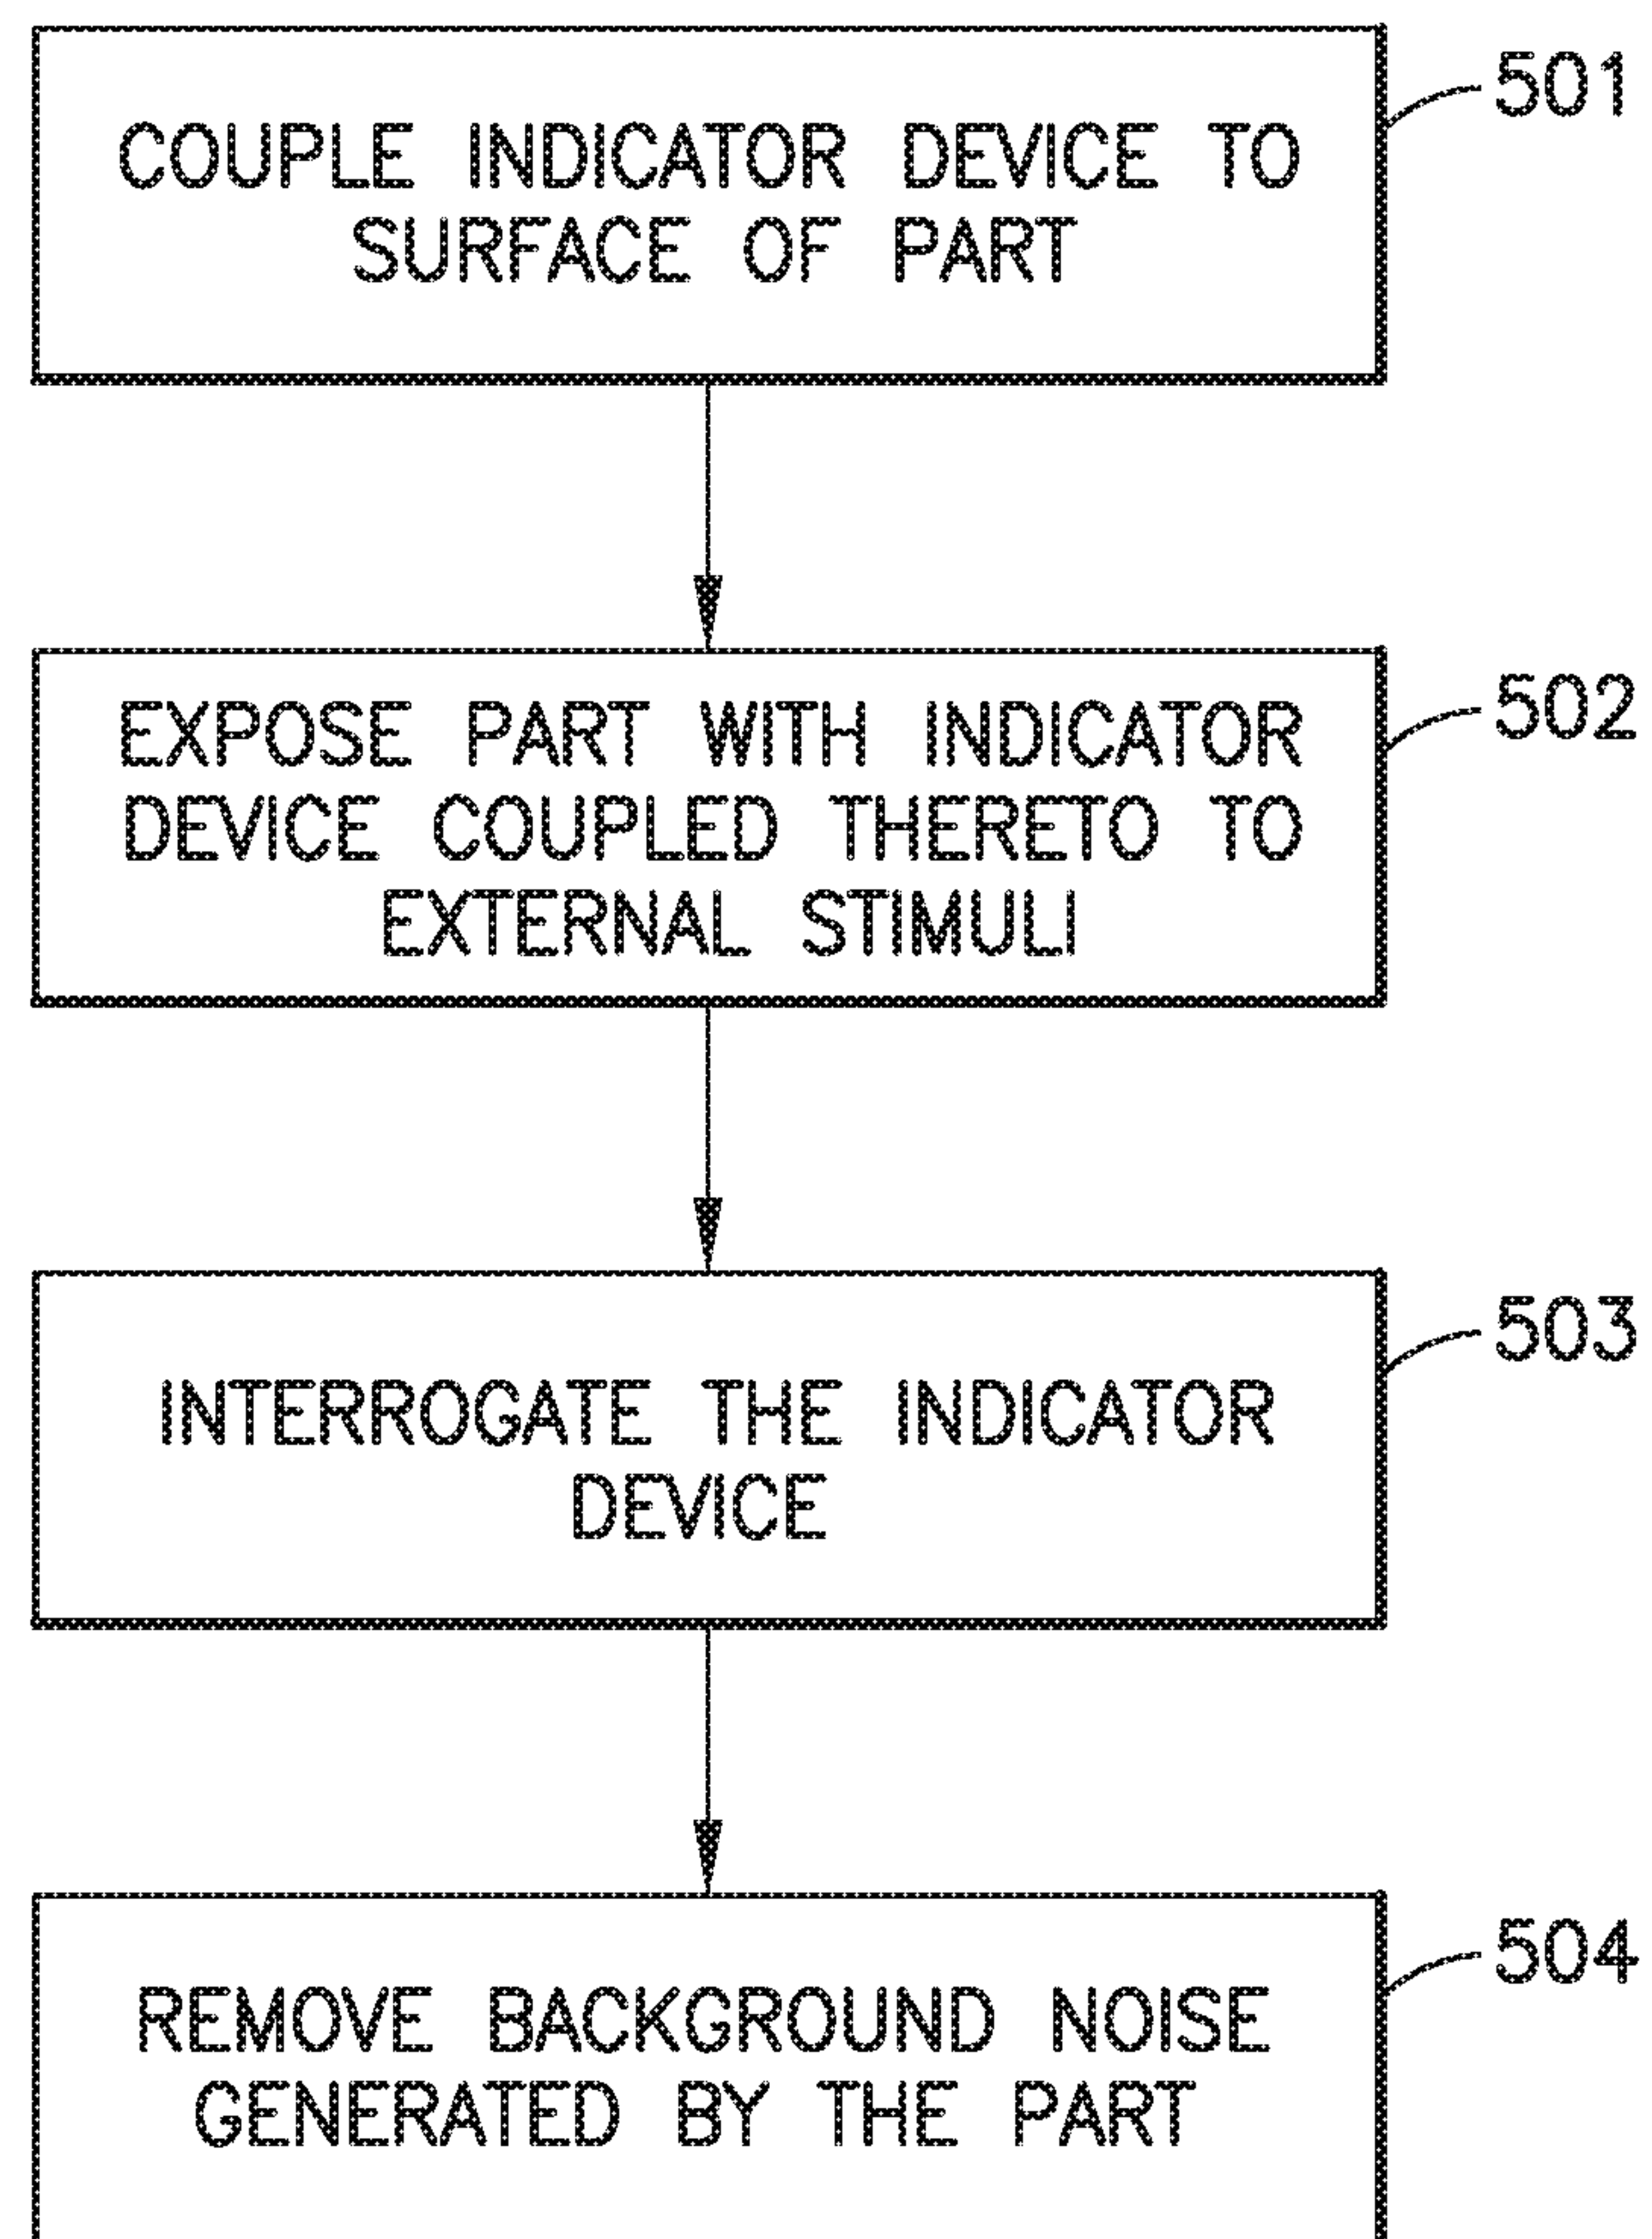 501
COUPLE INDICATOR DEVICE TO
SURFACE OF PART
502
EXPOSE PART WITH INDICATOR
DEVICE COUPLED THERETO TO
EXTERNAL STIMULI
503
INTERROGATE THE INDICATOR
DEVICE
504
REMOVE BACKGROUND NOISE
GENERATED BY THE PART